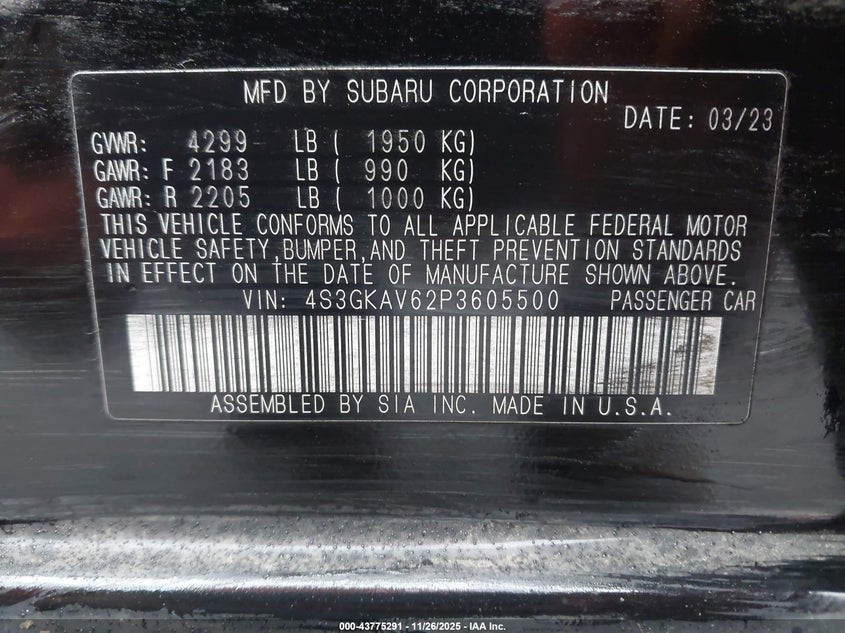 MFD BY SUBARU CORPORATION
DATE: 03/23
GVWR: 4299 LB ( 1950 KG)
GAWR: F 2183 LB ( 990 KG)
GAWR: R 2205 LB ( 1000 KG)
THIS VEHICLE CONFORMS TO ALL APPLICABLE FEDERAL MOTOR
VEHICLE SAFETY,BUMPER,AND THEFT PREVENTION STANDARDS
IN EFFECT ON THE DATE OF MANUFACTURE SHOWN ABOVE.
VIN: 4S3GKAV62P3605500 PASSENGER CAR
ASSEMBLED BY SIA INC. MADE IN U.S.A.
000-43775291 - 11/26/2025 - IAA Inc.